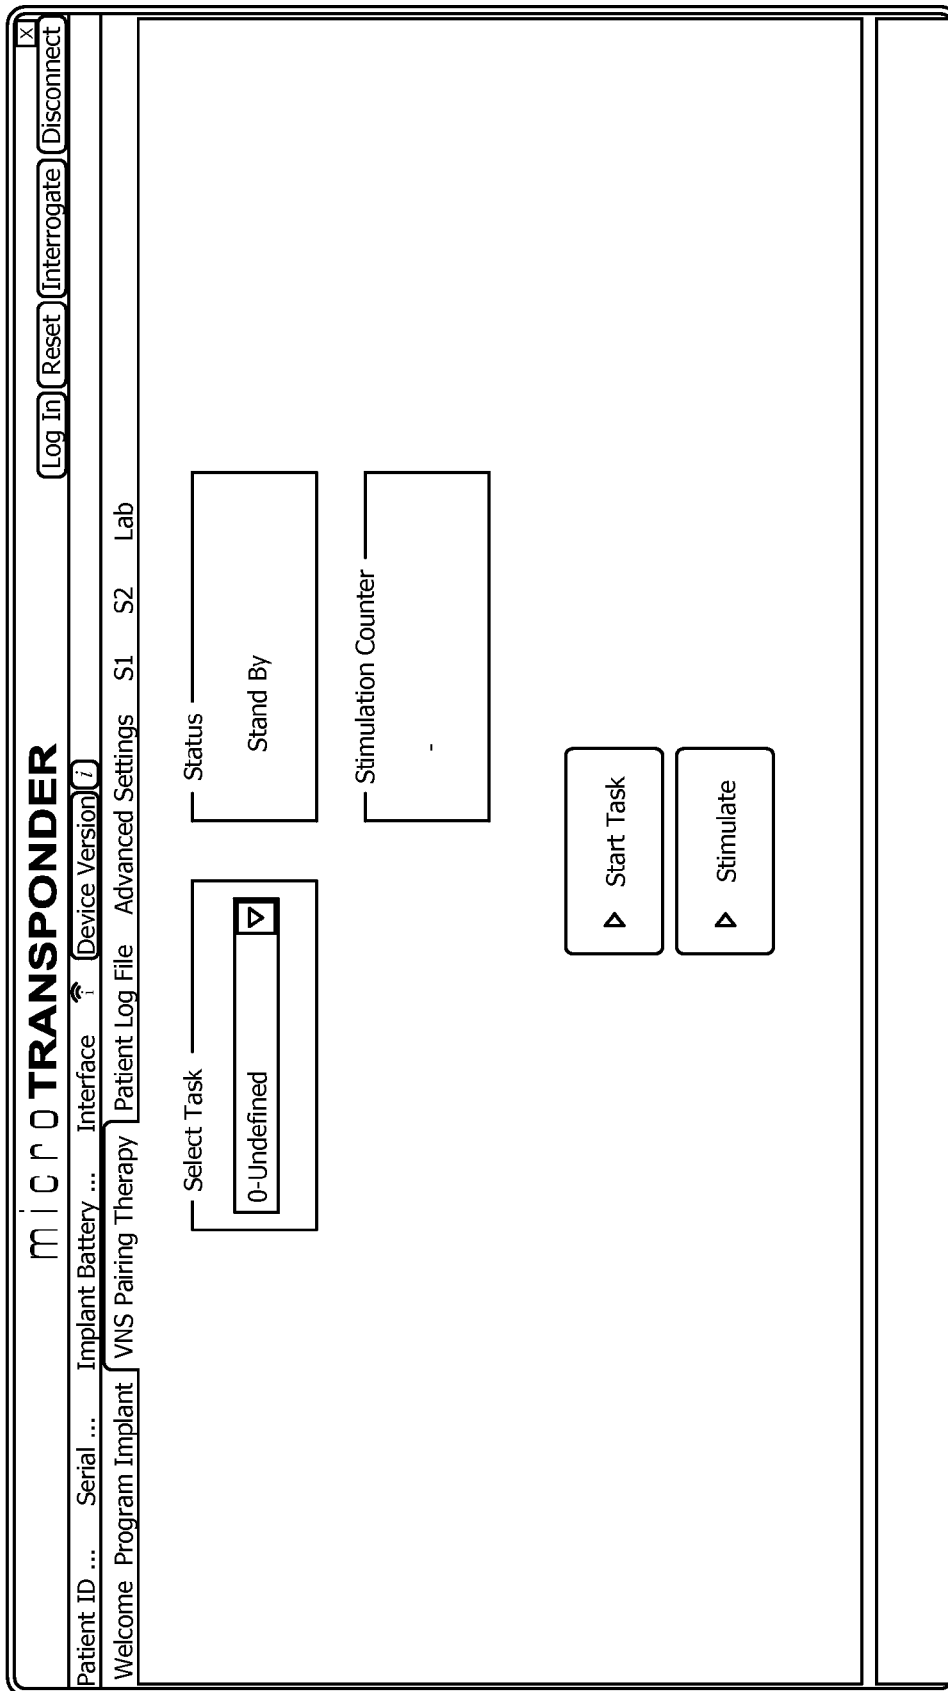 microTRANSPONDER
X
Log In Reset Interrogate Disconnect
Patient ID ... Serial ... Implant Battery ... Interface i Device Version i
Welcome Program Implant VNS Pairing Therapy Patient Log File Advanced Settings S1 S2 Lab
Select Task Status
0-Undefined Stand By
Stimulation Counter
-
Start Task
Stimulate